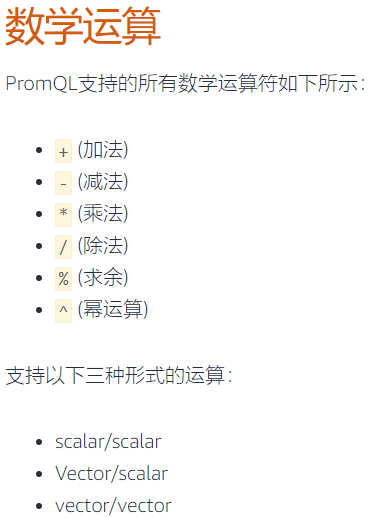 数学运算
PromQL支持的所有数学运算符如下所示：
+ (加法)
- (减法)
* (乘法)
/ (除法)
% (求余)
^ (幂运算)
支持以下三种形式的运算：
scalar/scalar
Vector/scalar
vector/vector